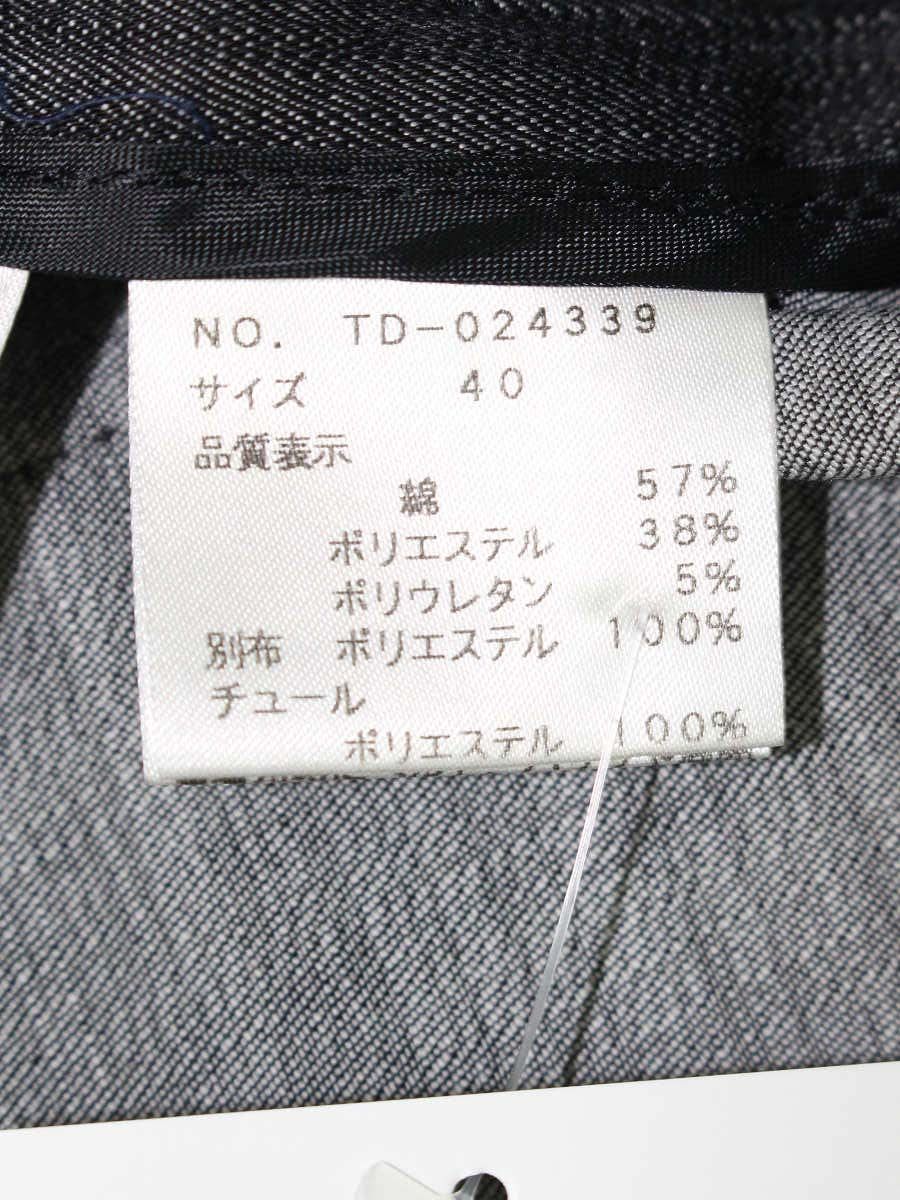 NO. TD-024339
サイズ 40
品質表示
綿 57%
ポリエステル 38%
ポリウレタン 5%
別布 ポリエステル 100%
チュール
ポリエステル 100%